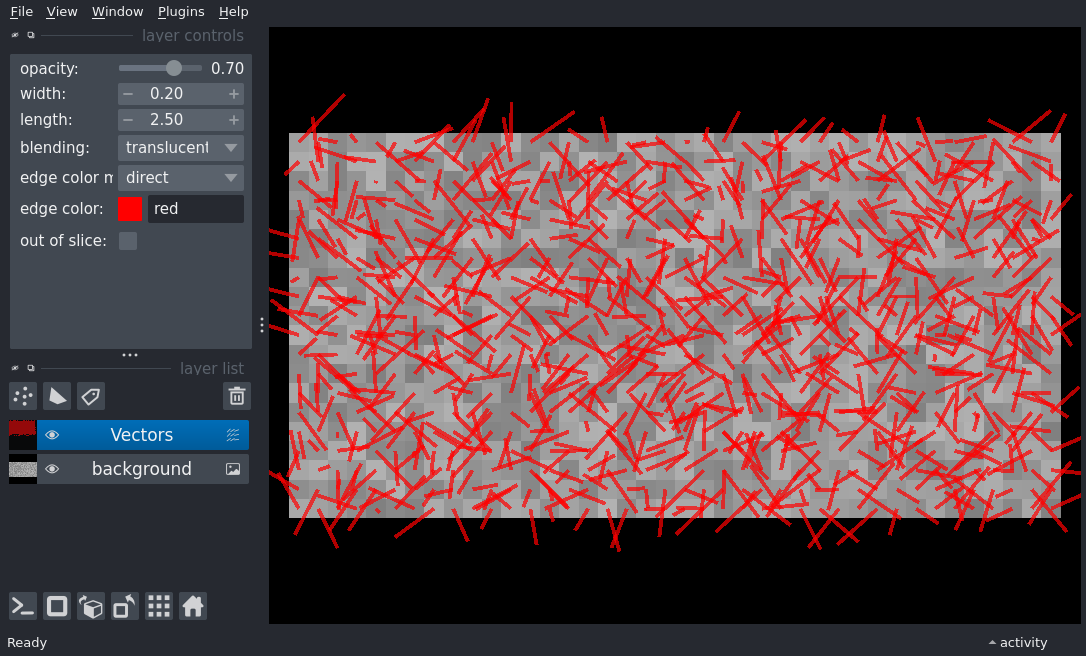 File View Window Plugins Help
layer controls
opacity: 0.70
width: 0.20
length: 2.50
blending: translucent
edge color m direct
edge color: red
out of slice:
layer list
Vectors
background
Ready
activity